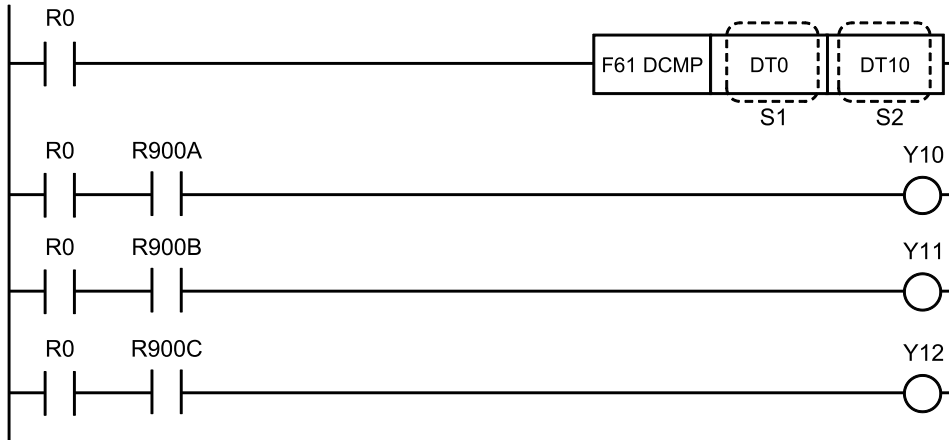 R0
F61 DCMP DT0 DT10
S1 S2
R0 R900A Y10
R0 R900B Y11
R0 R900C Y12